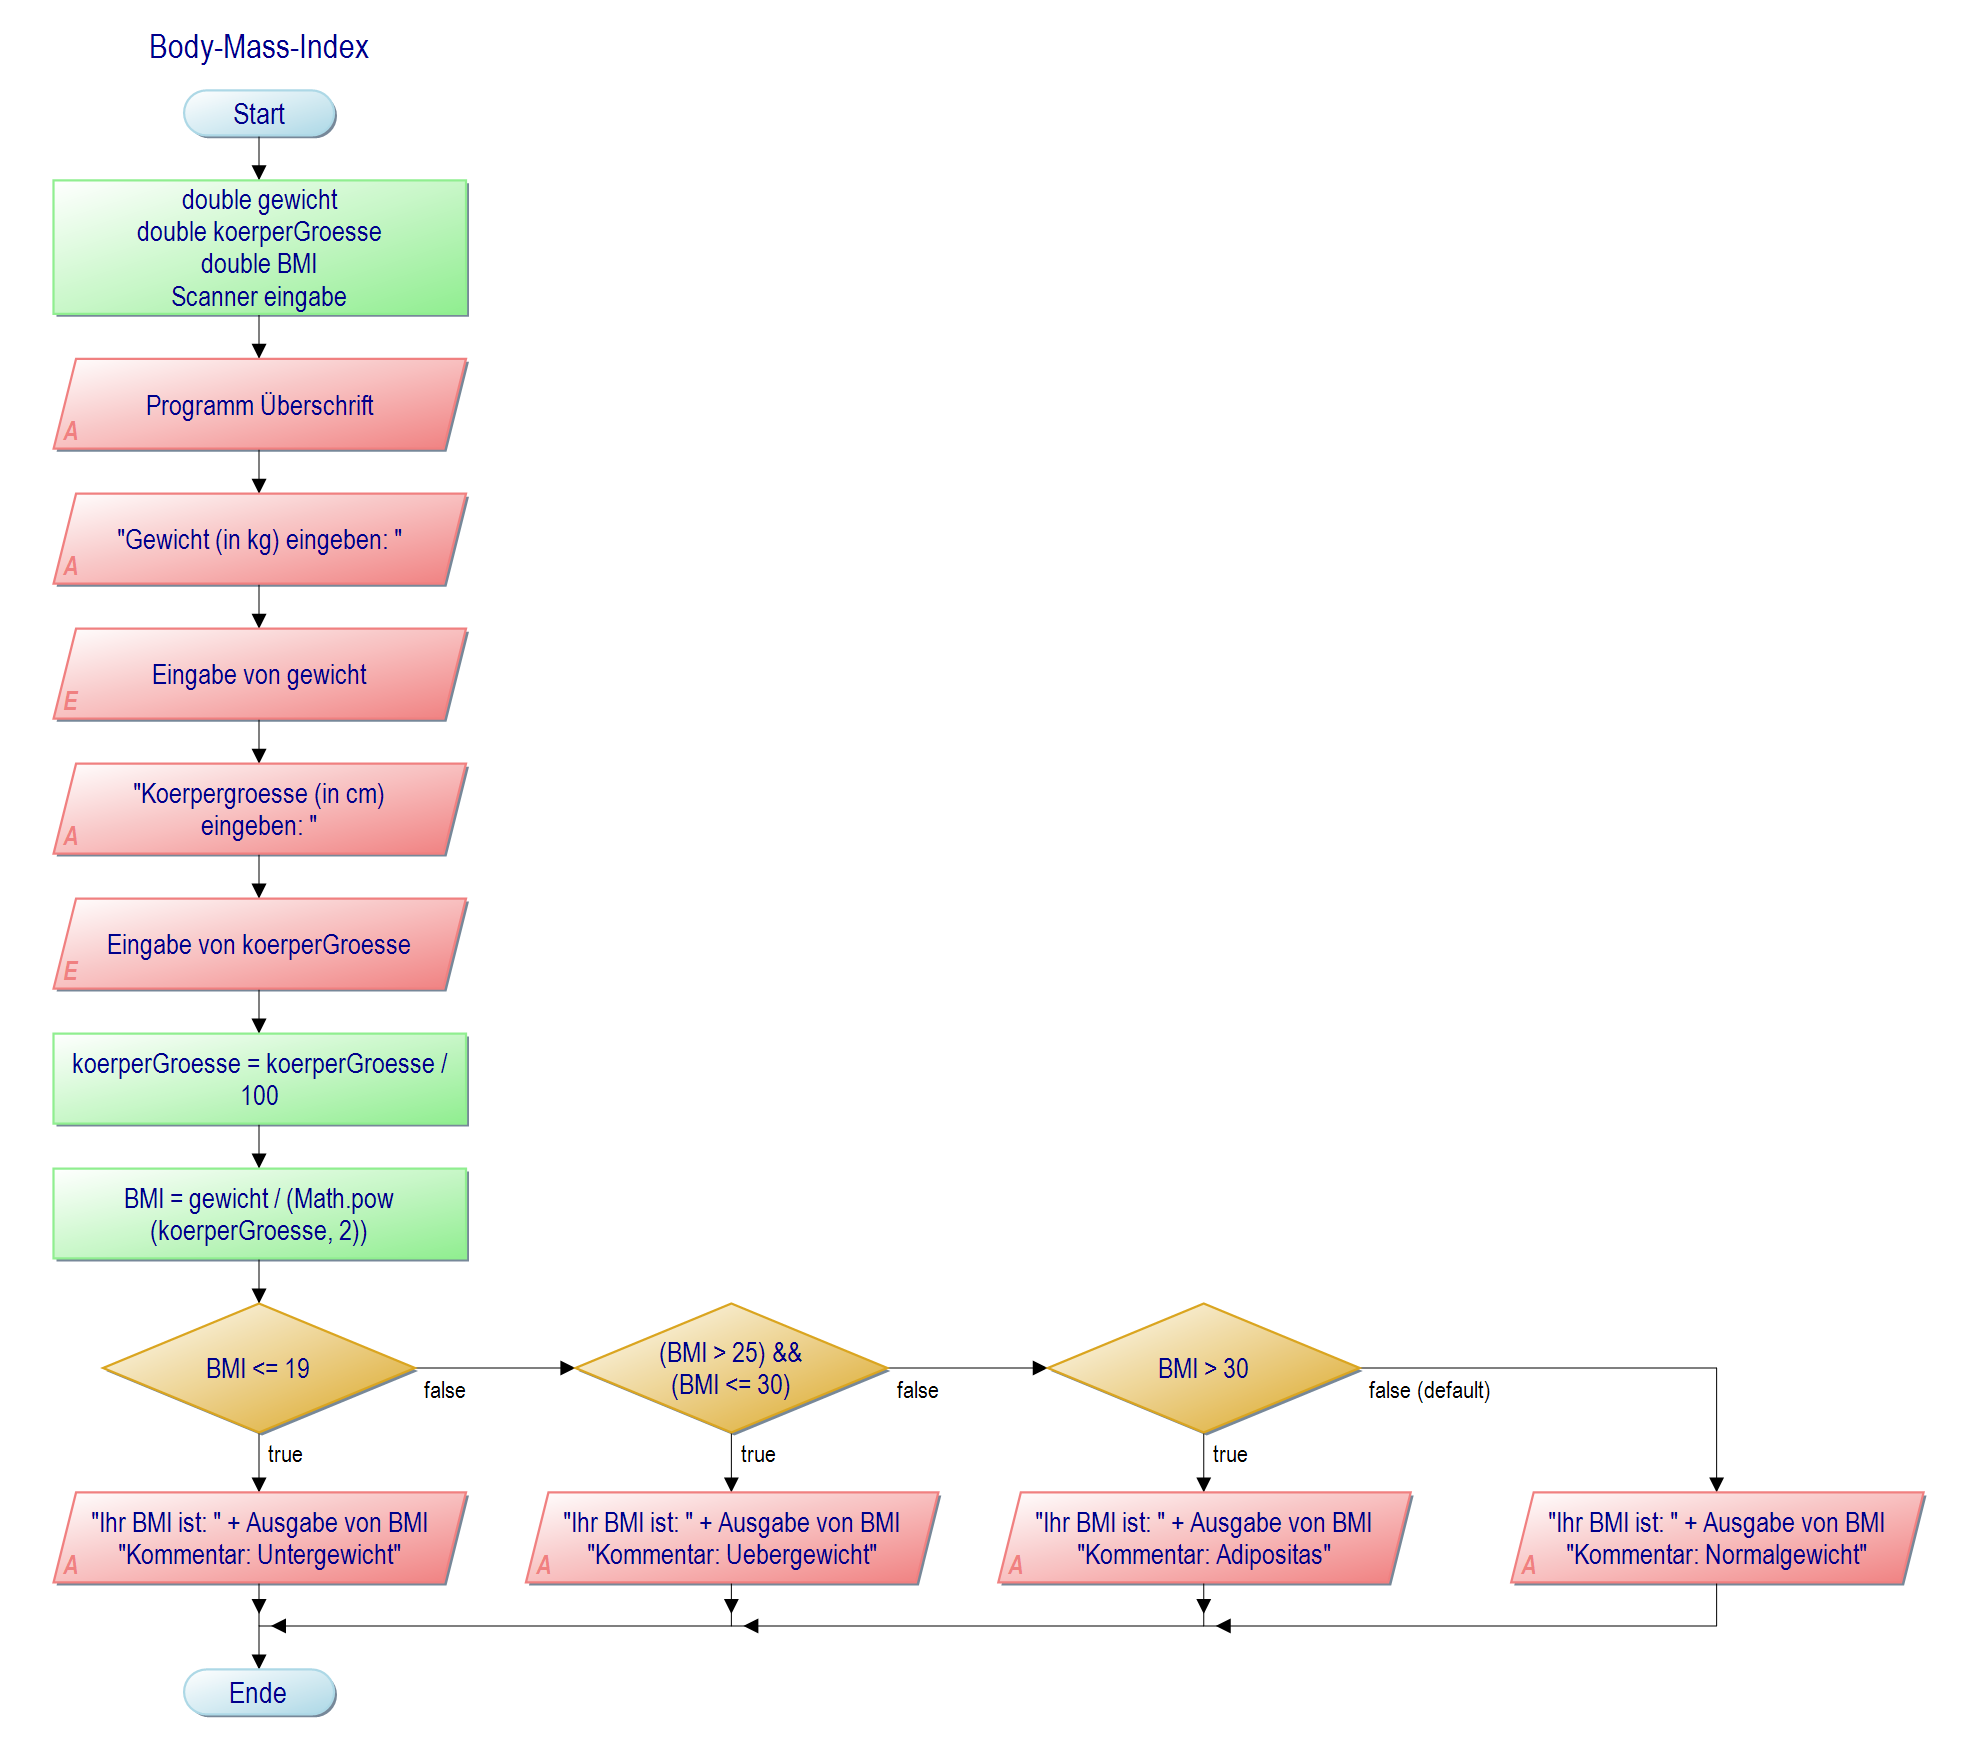 Body-Mass-Index
Start
double gewicht
double koerperGroesse
double BMI
Scanner eingabe
Programm Überschrift
A
"Gewicht (in kg) eingeben: "
A
Eingabe von gewicht
E
"Koerpergroesse (in cm)
eingeben: "
A
Eingabe von koerperGroesse
E
koerperGroesse = koerperGroesse /
100
BMI = gewicht / (Math.pow
(koerperGroesse, 2))
BMI <= 19
false
true
(BMI > 25) &&
(BMI <= 30)
false
true
BMI > 30
false (default)
true
"Ihr BMI ist: " + Ausgabe von BMI
"Kommentar: Untergewicht"
A
"Ihr BMI ist: " + Ausgabe von BMI
"Kommentar: Uebergewicht"
A
"Ihr BMI ist: " + Ausgabe von BMI
"Kommentar: Adipositas"
A
"Ihr BMI ist: " + Ausgabe von BMI
"Kommentar: Normalgewicht"
A
Ende